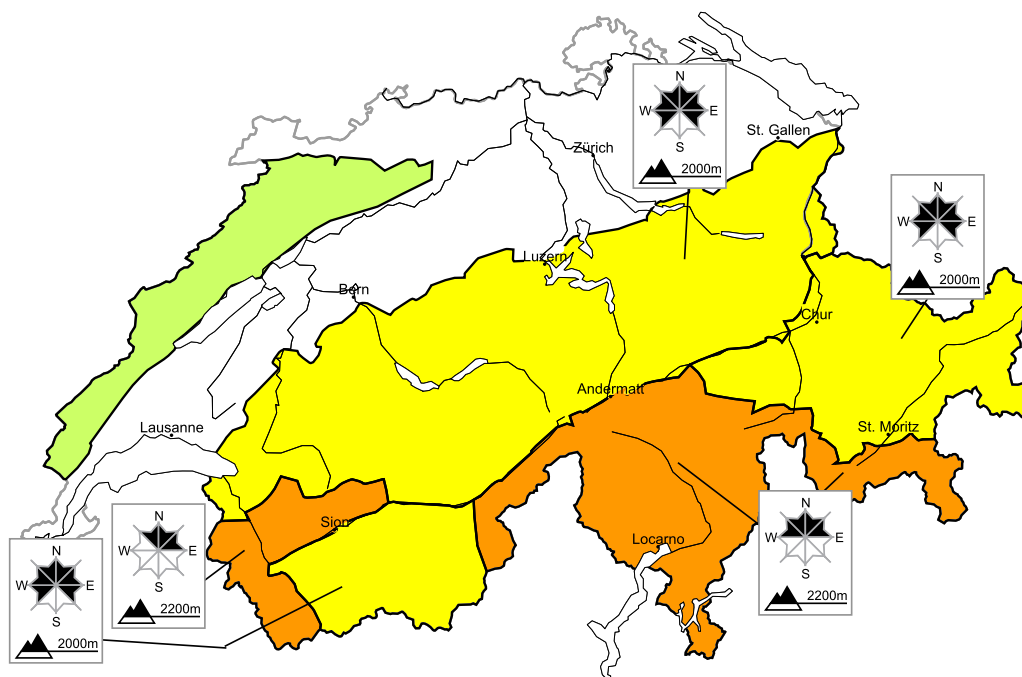 N
W E
S
2000m
St. Gallen
Zürich
N
W E
S
2000m
Luzern
Bern
Chur
Andermatt
Lausanne
St. Moritz
N
W E
S
2200m
Sion
N
W E
S
2200m
Locarno
N
W E
S
2000m